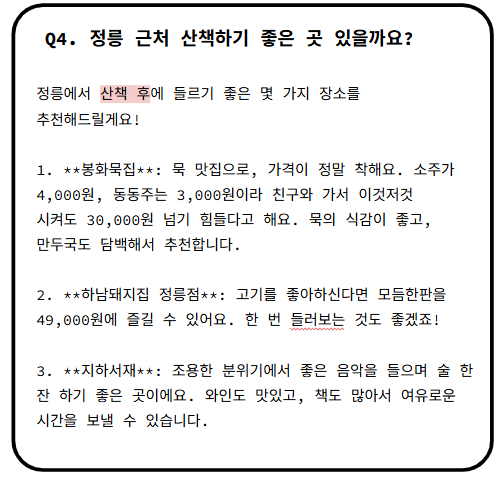 Q4. 정릉 근처 산책하기 좋은 곳 있을까요?
정릉에서 산책 후에 들르기 좋은 몇 가지 장소를
추천해드릴게요!
1. **봉화묵집**: 묵 맛집으로, 가격이 정말 착해요. 소주가
4,000원, 동동주는 3,000원이라 친구와 가서 이것저것
시켜도 30,000원 넘기 힘들다고 해요. 묵의 식감이 좋고,
만두국도 담백해서 추천합니다.
2. **하남돼지집 정릉점**: 고기를 좋아하신다면 모듬한판을
49,000원에 즐길 수 있어요. 한 번 들러보는 것도 좋겠죠!
3. **지하서재**: 조용한 분위기에서 좋은 음악을 들으며 술 한
잔 하기 좋은 곳이에요. 와인도 맛있고, 책도 많아서 여유로운
시간을 보낼 수 있습니다.